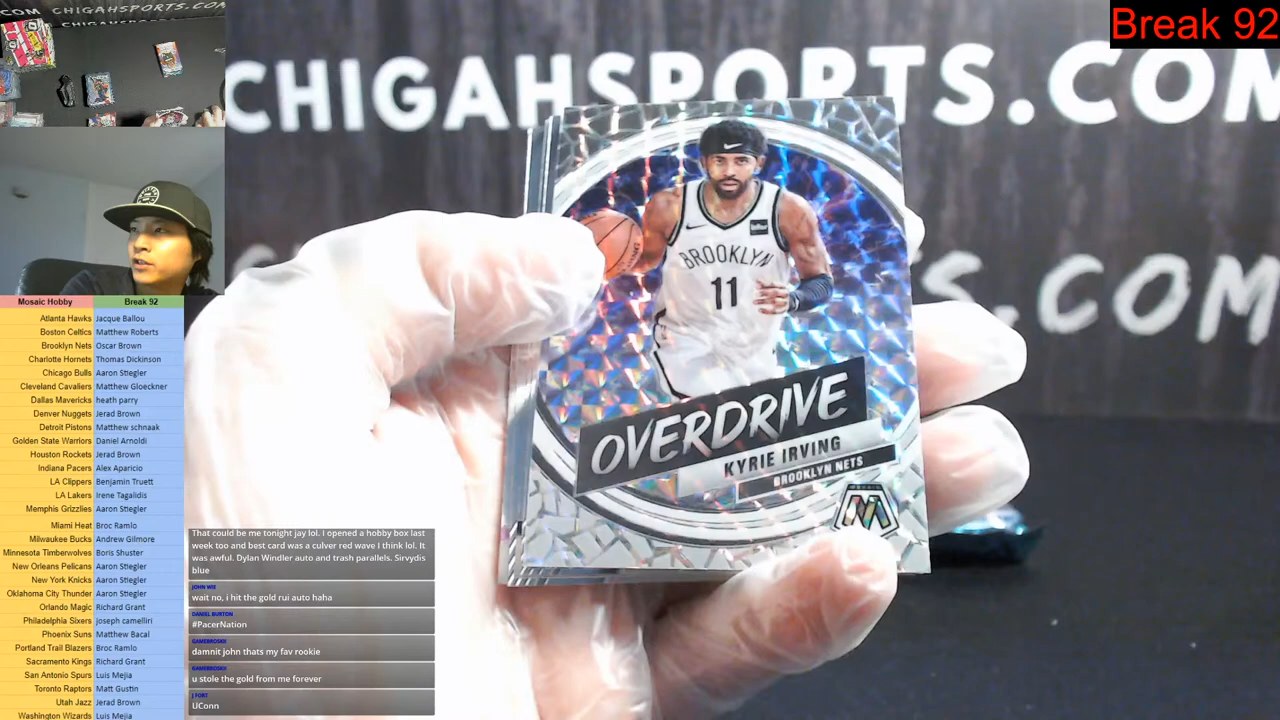 CHIGAHSPORTS.COM
Break 92
CHIGAHSPORTS.COM
S.COM
BROOKLYN
11
OVERDRIVE
KYRIE IRVING
BROOKLYN NETS
Mosaic Hobby Break 92
Atlanta Hawks Jacque Ballou
Boston Celtics Matthew Roberts
Brooklyn Nets Oscar Brown
Charlotte Hornets Thomas Dickinson
Chicago Bulls Aaron Stiegler
Cleveland Cavaliers Matthew Gloeckner
Dallas Mavericks heath parry
Denver Nuggets Jerad Brown
Detroit Pistons Matthew schnaak
Golden State Warriors Daniel Arnoldi
Houston Rockets Jerad Brown
Indiana Pacers Alex Aparicio
LA Clippers Benjamin Truett
LA Lakers Irene Tagalidis
Memphis Grizzlies Aaron Stiegler
Miami Heat Broc Ramlo
Milwaukee Bucks Andrew Gilmore
Minnesota Timberwolves Boris Shuster
New Orleans Pelicans Aaron Stiegler
New York Knicks Aaron Stiegler
Oklahoma City Thunder Aaron Stiegler
Orlando Magic Richard Grant
Philadelphia Sixers joseph camelliri
Phoenix Suns Matthew Bacal
Portland Trail Blazers Broc Ramlo
Sacramento Kings Richard Grant
San Antonio Spurs Luis Mejia
Toronto Raptors Matt Gustin
Utah Jazz Jerad Brown
Washington Wizards Luis Mejia
That could be me tonight jay lol. I opened a hobby box last
week too and best card was a culver red wave I think lol. It
was awful. Dylan Windler auto and trash parallels. Sirvydis
blue
JOHN WIE
wait no, i hit the gold rui auto haha
DANIEL BURTON
#PacerNation
GAMEBROSKII
damnit john thats my fav rookie
GAMEBROSKII
u stole the gold from me forever
J FORT
UConn